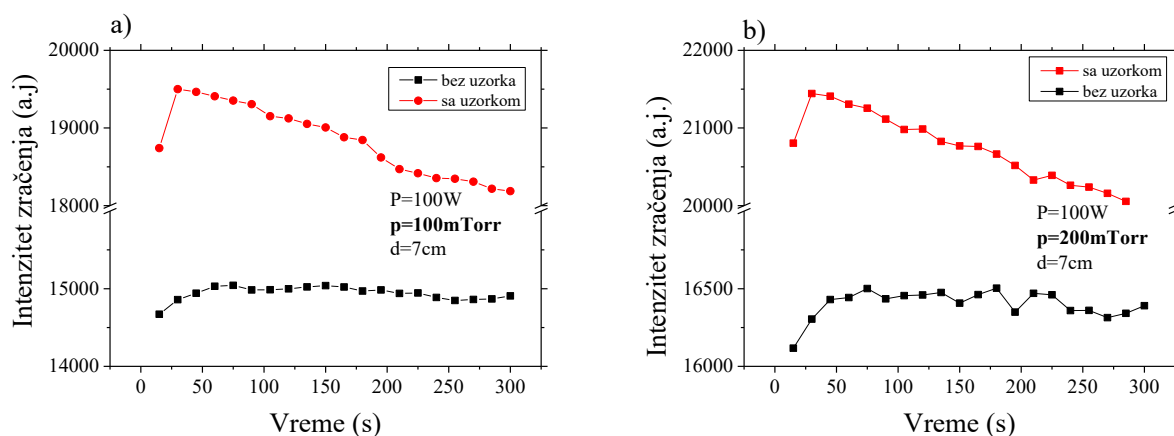 a)
20000
19000
18000
15000
14000
Intenzitet zračenja (a.j)
bez uzorka
sa uzorkom
P=100W
p=100mTorr
d=7cm
0 50 100 150 200 250 300
Vreme (s)
b)
22000
21000
20000
16500
16000
Intenzitet zračenja (a.j.)
sa uzorkom
bez uzorka
P=100W
p=200mTorr
d=7cm
0 50 100 150 200 250 300
Vreme (s)